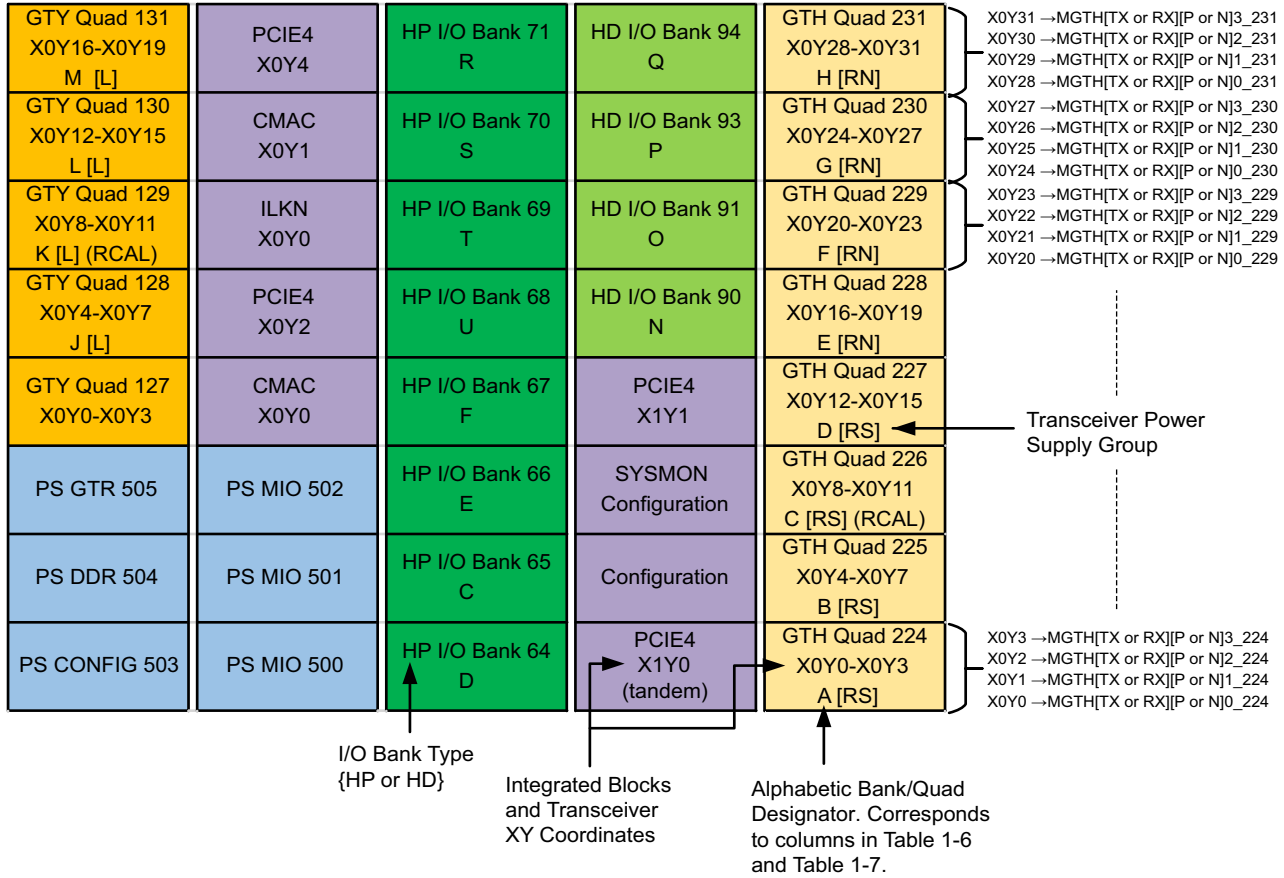 GTY Quad 131
X0Y16-X0Y19
M [L]
PCIE4
X0Y4
HP I/O Bank 71
R
HD I/O Bank 94
Q
GTH Quad 231
X0Y28-X0Y31
H [RN]
X0Y31 →MGTH[TX or RX][P or N]3_231
X0Y30 →MGTH[TX or RX][P or N]2_231
X0Y29 →MGTH[TX or RX][P or N]1_231
X0Y28 →MGTH[TX or RX][P or N]0_231
GTY Quad 130
X0Y12-X0Y15
L [L]
CMAC
X0Y1
HP I/O Bank 70
S
HD I/O Bank 93
P
GTH Quad 230
X0Y24-X0Y27
G [RN]
X0Y27 →MGTH[TX or RX][P or N]3_230
X0Y26 →MGTH[TX or RX][P or N]2_230
X0Y25 →MGTH[TX or RX][P or N]1_230
X0Y24 →MGTH[TX or RX][P or N]0_230
GTY Quad 129
X0Y8-X0Y11
K [L] (RCAL)
ILKN
X0Y0
HP I/O Bank 69
T
HD I/O Bank 91
O
GTH Quad 229
X0Y20-X0Y23
F [RN]
X0Y23 →MGTH[TX or RX][P or N]3_229
X0Y22 →MGTH[TX or RX][P or N]2_229
X0Y21 →MGTH[TX or RX][P or N]1_229
X0Y20 →MGTH[TX or RX][P or N]0_229
GTY Quad 128
X0Y4-X0Y7
J [L]
PCIE4
X0Y2
HP I/O Bank 68
U
HD I/O Bank 90
N
GTH Quad 228
X0Y16-X0Y19
E [RN]
GTY Quad 127
X0Y0-X0Y3
CMAC
X0Y0
HP I/O Bank 67
F
PCIE4
X1Y1
GTH Quad 227
X0Y12-X0Y15
D [RS]
Transceiver Power
Supply Group
PS GTR 505
PS MIO 502
HP I/O Bank 66
E
SYSMON
Configuration
GTH Quad 226
X0Y8-X0Y11
C [RS] (RCAL)
PS DDR 504
PS MIO 501
HP I/O Bank 65
C
Configuration
GTH Quad 225
X0Y4-X0Y7
B [RS]
PS CONFIG 503
PS MIO 500
HP I/O Bank 64
D
PCIE4
X1Y0
(tandem)
GTH Quad 224
X0Y0-X0Y3
A [RS]
X0Y3 →MGTH[TX or RX][P or N]3_224
X0Y2 →MGTH[TX or RX][P or N]2_224
X0Y1 →MGTH[TX or RX][P or N]1_224
X0Y0 →MGTH[TX or RX][P or N]0_224
I/O Bank Type
{HP or HD}
Integrated Blocks
and Transceiver
XY Coordinates
Alphabetic Bank/Quad
Designator. Corresponds
to columns in Table 1-6
and Table 1-7.